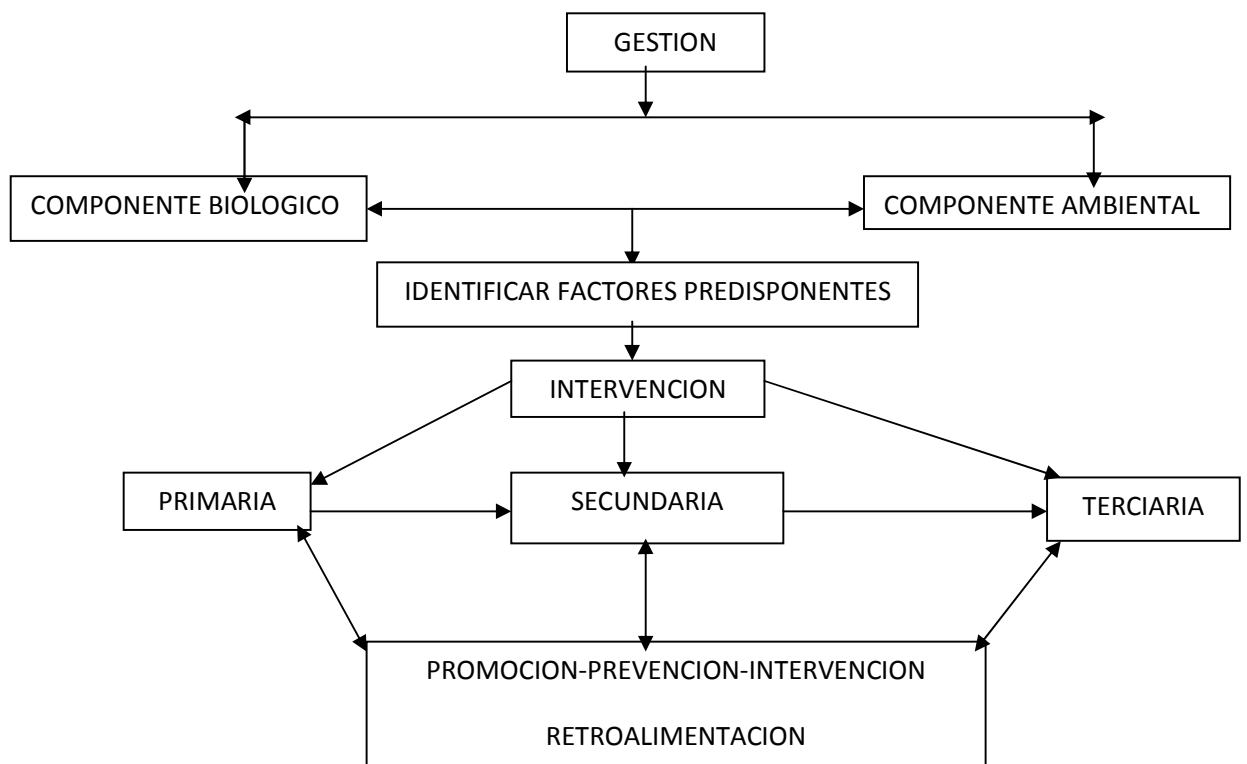 GESTION
COMPONENTE BIOLOGICO
COMPONENTE AMBIENTAL
IDENTIFICAR FACTORES PREDISPONENTES
INTERVENCION
PRIMARIA
SECUNDARIA
TERCIARIA
PROMOCION-PREVENCION-INTERVENCION
RETROALIMENTACION